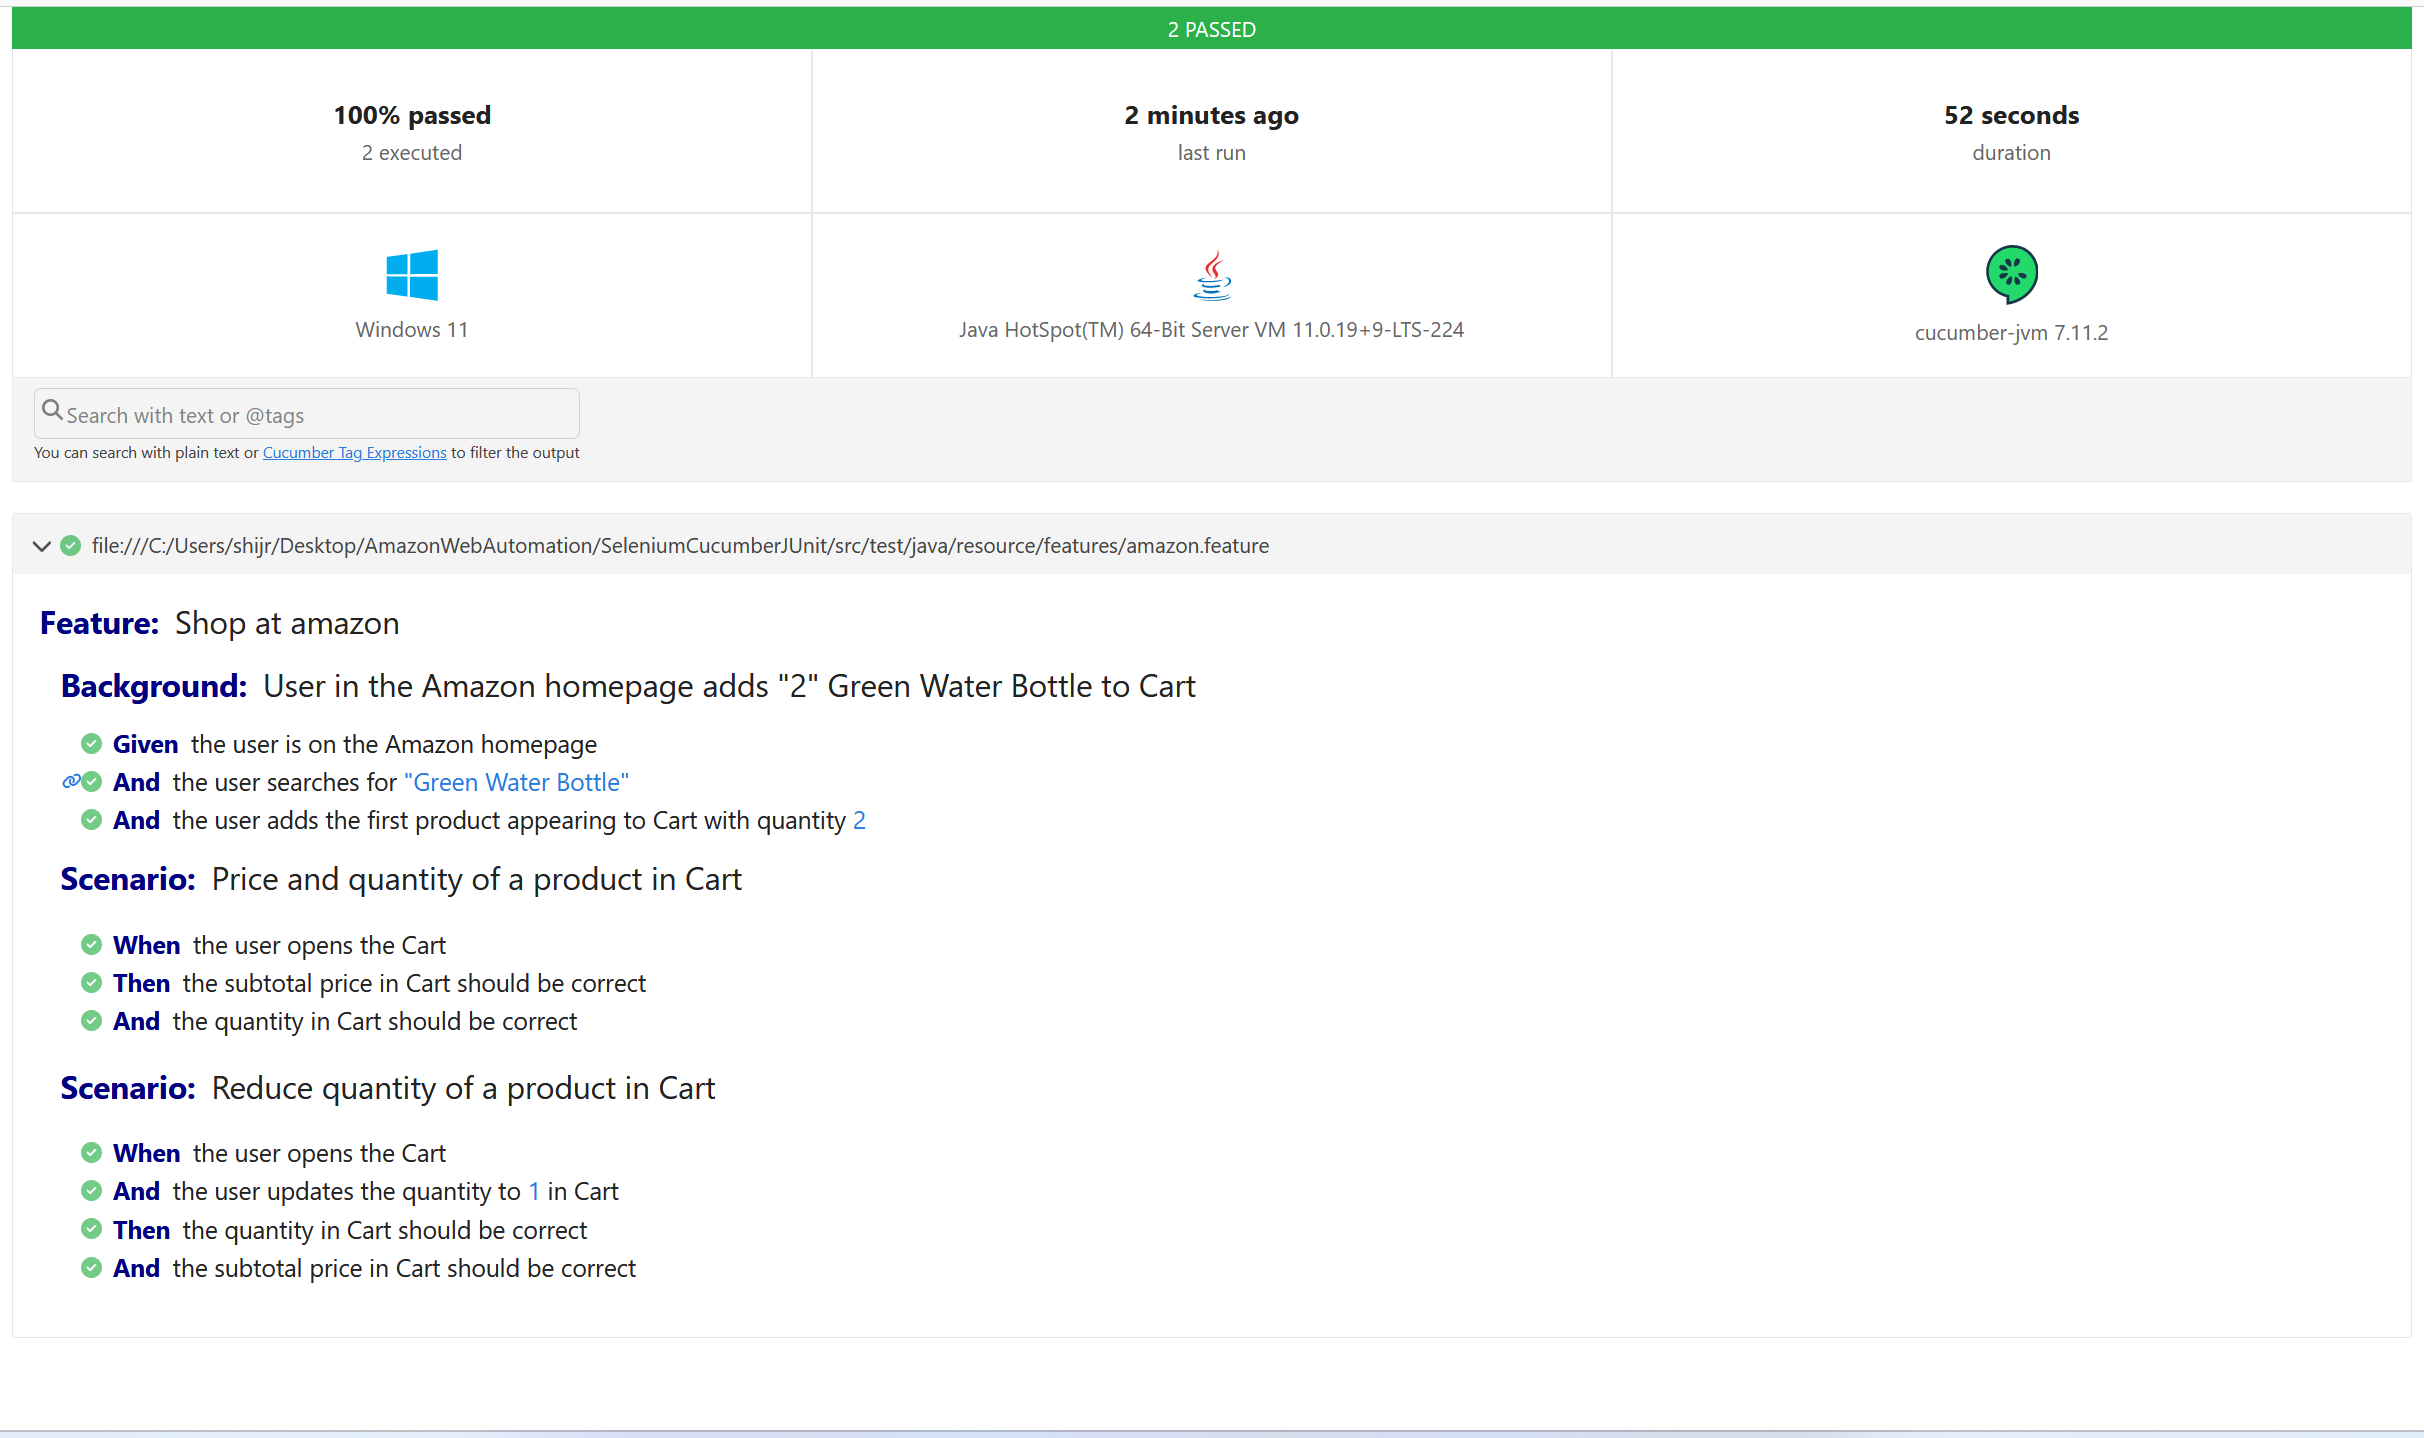 2 PASSED
100% passed
2 executed
2 minutes ago
last run
52 seconds
duration
Windows 11
Java HotSpot(TM) 64-Bit Server VM 11.0.19+9-LTS-224
cucumber-jvm 7.11.2
Search with text or @tags
You can search with plain text or Cucumber Tag Expressions to filter the output
file:///C:/Users/shijr/Desktop/AmazonWebAutomation/SeleniumCucumberJUnit/src/test/java/resource/features/amazon.feature
Feature: Shop at amazon
Background: User in the Amazon homepage adds "2" Green Water Bottle to Cart
Given the user is on the Amazon homepage
And the user searches for "Green Water Bottle"
And the user adds the first product appearing to Cart with quantity 2
Scenario: Price and quantity of a product in Cart
When the user opens the Cart
Then the subtotal price in Cart should be correct
And the quantity in Cart should be correct
Scenario: Reduce quantity of a product in Cart
When the user opens the Cart
And the user updates the quantity to 1 in Cart
Then the quantity in Cart should be correct
And the subtotal price in Cart should be correct